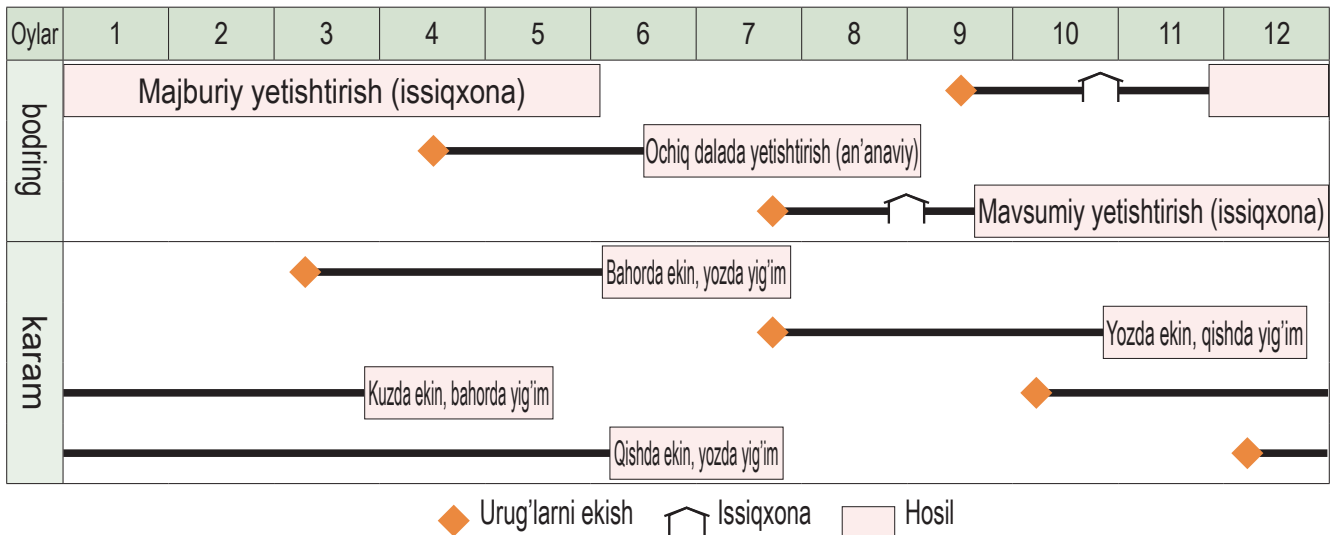 Oylar 1 2 3 4 5 6 7 8 9 10 11 12
bodring
Majburiy yetishtirish (issiqxona)
Ochiq dalada yetishtirish (an’anaviy)
Mavsumiy yetishtirish (issiqxona)
karam
Bahorda ekin, yozda yig’im
Yozda ekin, qishda yig’im
Kuzda ekin, bahorda yig’im
Qishda ekin, yozda yig’im
Urug’larni ekish Issiqxona Hosil